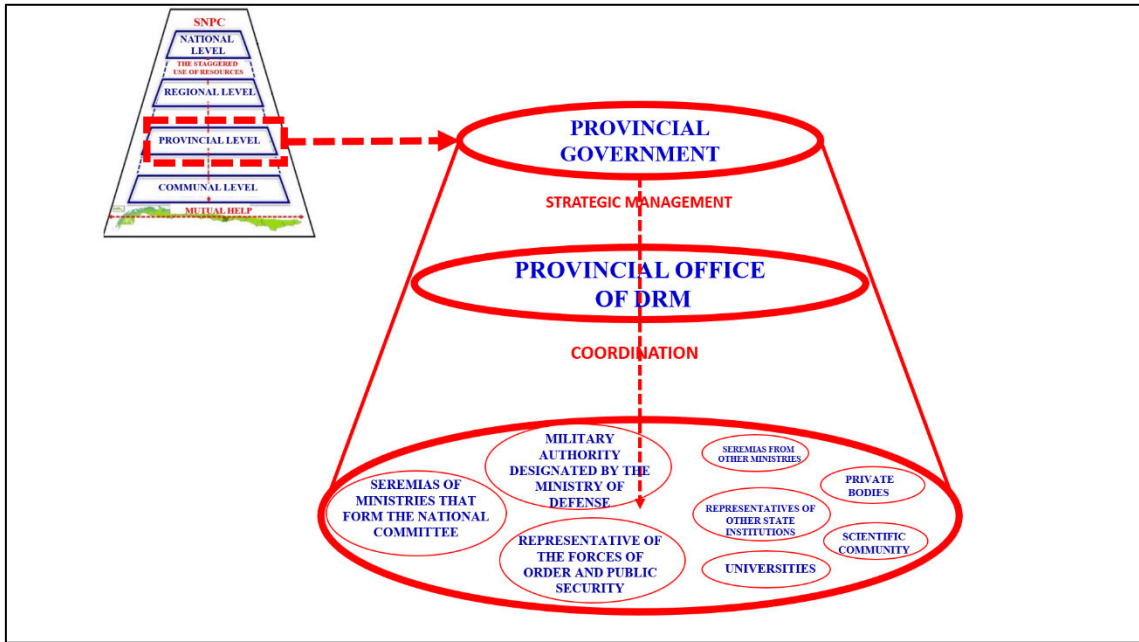 SNPC
NATIONAL
LEVEL
THE STAGGERED
USE OF RESOURCES
REGIONAL LEVEL
PROVINCIAL LEVEL
COMMUNAL LEVEL
MUTUAL HELP
PROVINCIAL
GOVERNMENT
STRATEGIC MANAGEMENT
PROVINCIAL OFFICE
OF DRM
COORDINATION
SEREMIAS OF
MINISTRIES THAT
FORM THE NATIONAL
COMMITTEE
MILITARY
AUTHORITY
DESIGNATED BY THE
MINISTRY OF
DEFENSE
REPRESENTATIVE OF
THE FORCES OF
ORDER AND PUBLIC
SECURITY
SEREMIAS FROM
OTHER MINISTRIES
REPRESENTATIVES OF
OTHER STATE
INSTITUTIONS
UNIVERSITIES
PRIVATE
BODIES
SCIENTIFIC
COMMUNITY